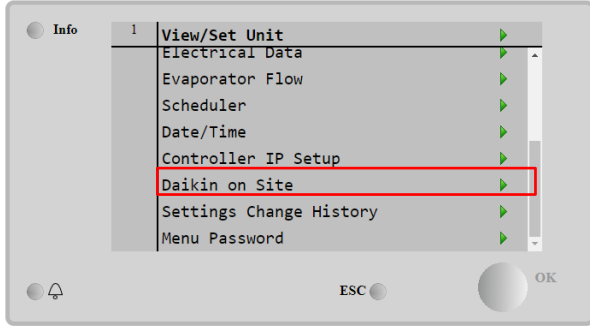 Info
1 View/Set Unit
Electrical Data
Evaporator Flow
Scheduler
Date/Time
Controller IP Setup
Daikin on Site
Settings Change History
Menu Password
OK
ESC